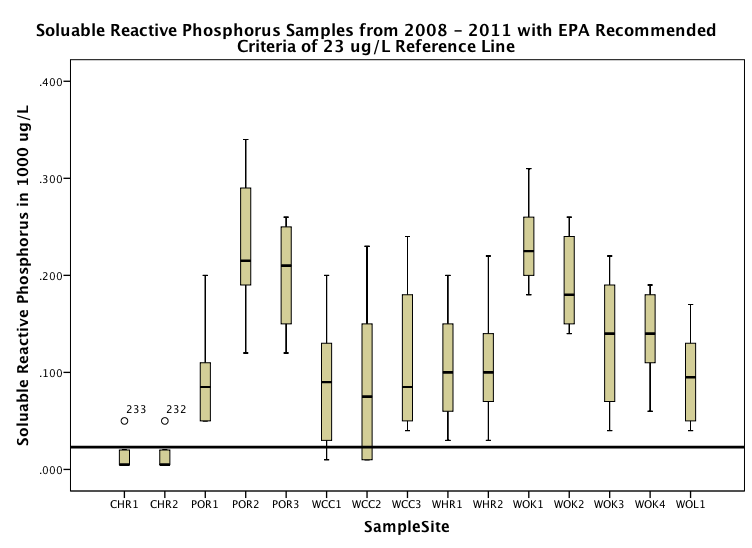 Soluable Reactive Phosphorus Samples from 2008 - 2011 with EPA Recommended
Criteria of 23 ug/L Reference Line
Soluable Reactive Phosphorus in 1000 ug/L
.400
.300
.200
.100
.000
233
232
CHR1 CHR2 POR1 POR2 POR3 WCC1 WCC2 WCC3 WHR1 WHR2 WOK1 WOK2 WOK3 WOK4 WOL1
SampleSite